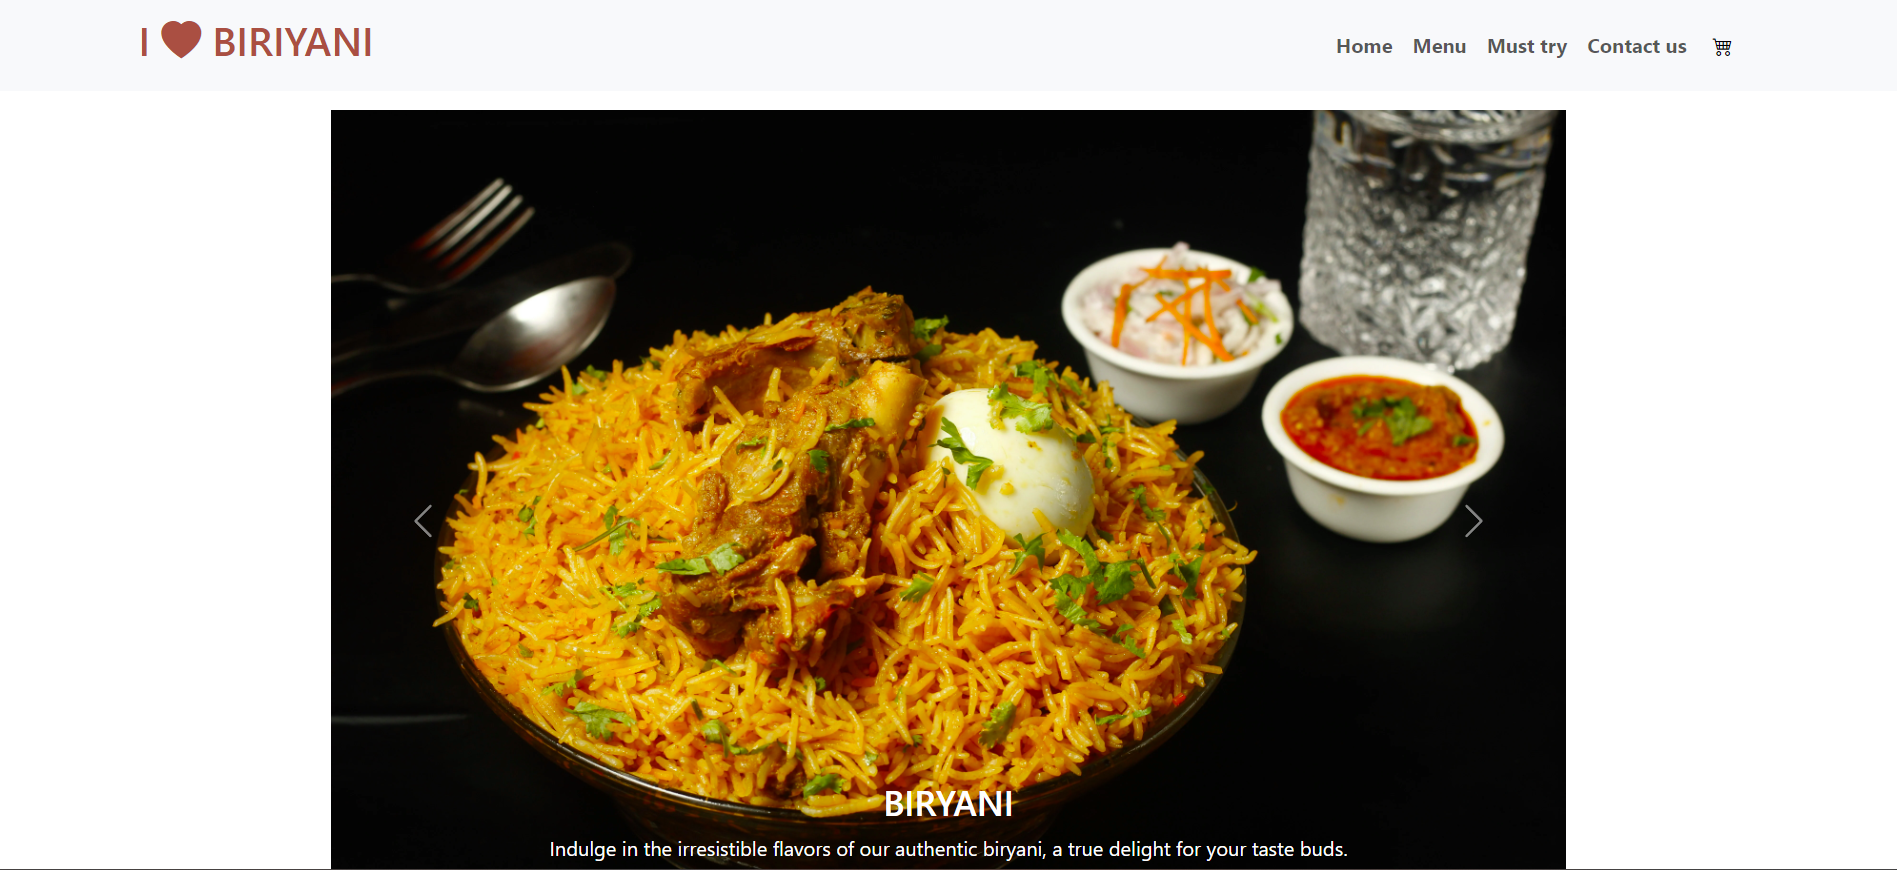 I ❤ BIRIYANI
Home Menu Must try Contact us
BIRYANI
Indulge in the irresistible flavors of our authentic biryani, a true delight for your taste buds.